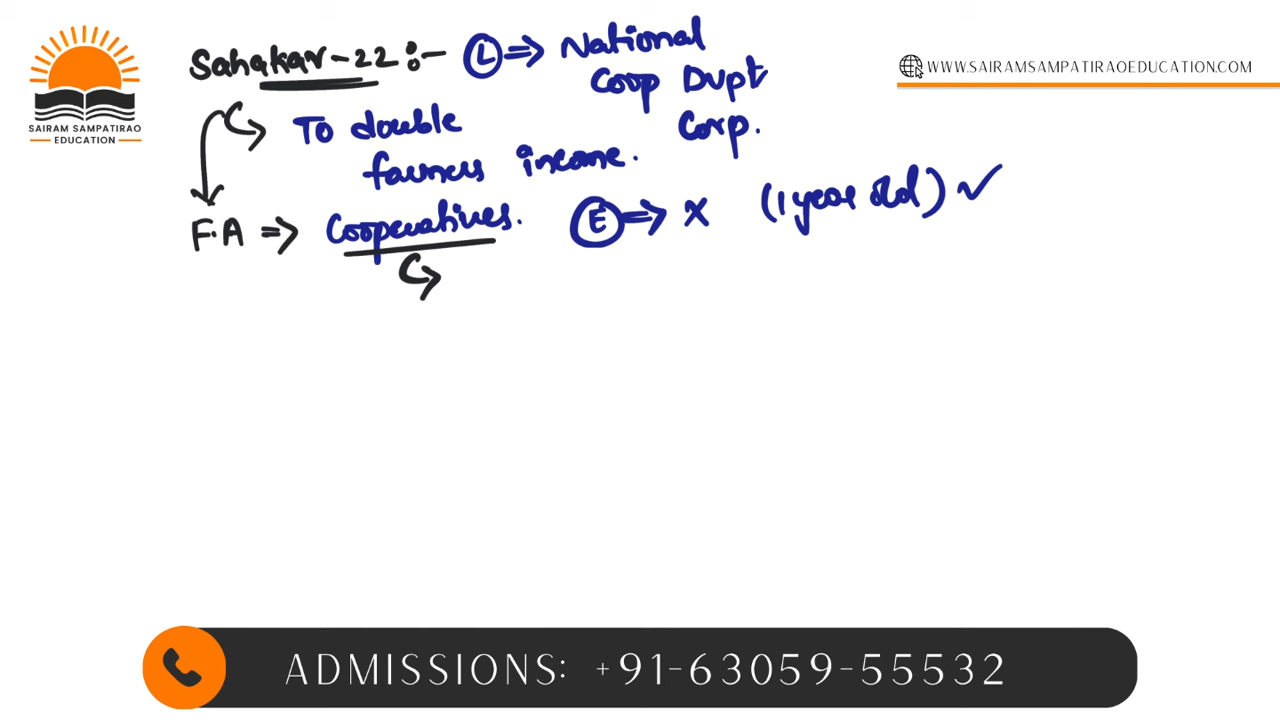 Sahakar-22 :- (L) => National
Coop Dvpt
Corp.
To double
farmers income.
F.A => Cooperatives. (E) => X (1 year old) ✓
SAIRAM SAMPATIRAO
EDUCATION
WWW.SAIRAMSAMPATIRAOEDUCATION.COM
ADMISSIONS: +91-63059-55532